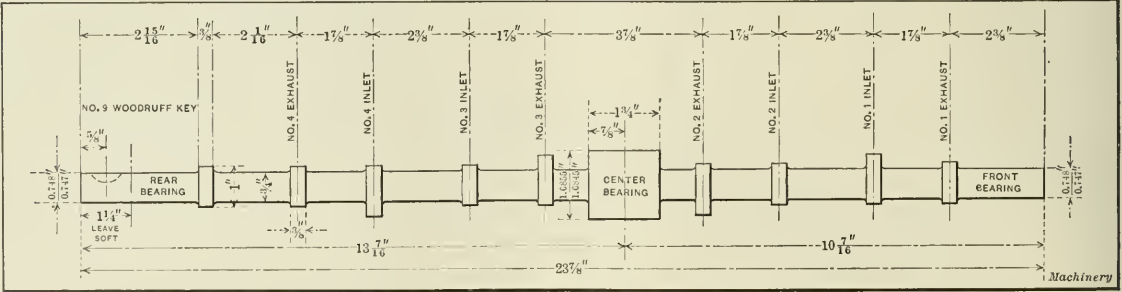 2 15/16" 3/8" 2 1/16" 1 7/8" 2 3/8" 1 7/8" 3 7/8" 1 7/8" 2 3/8" 1 7/8" 2 3/8"
NO. 4 EXHAUST
NO. 4 INLET
NO. 3 INLET
NO. 3 EXHAUST
NO. 2 EXHAUST
NO. 2 INLET
NO. 1 INLET
NO. 1 EXHAUST
NO. 9 WOODRUFF KEY
5/8"
1 3/4"
7/8"
0.748"
0.747"
REAR
BEARING
1"
3/4"
1.0855"
1.0845"
CENTER
BEARING
FRONT
BEARING
0.748"
0.747"
1 1/4"
LEAVE
SOFT
3/8"
13 7/16" 10 7/16"
23 7/8"
Machinery